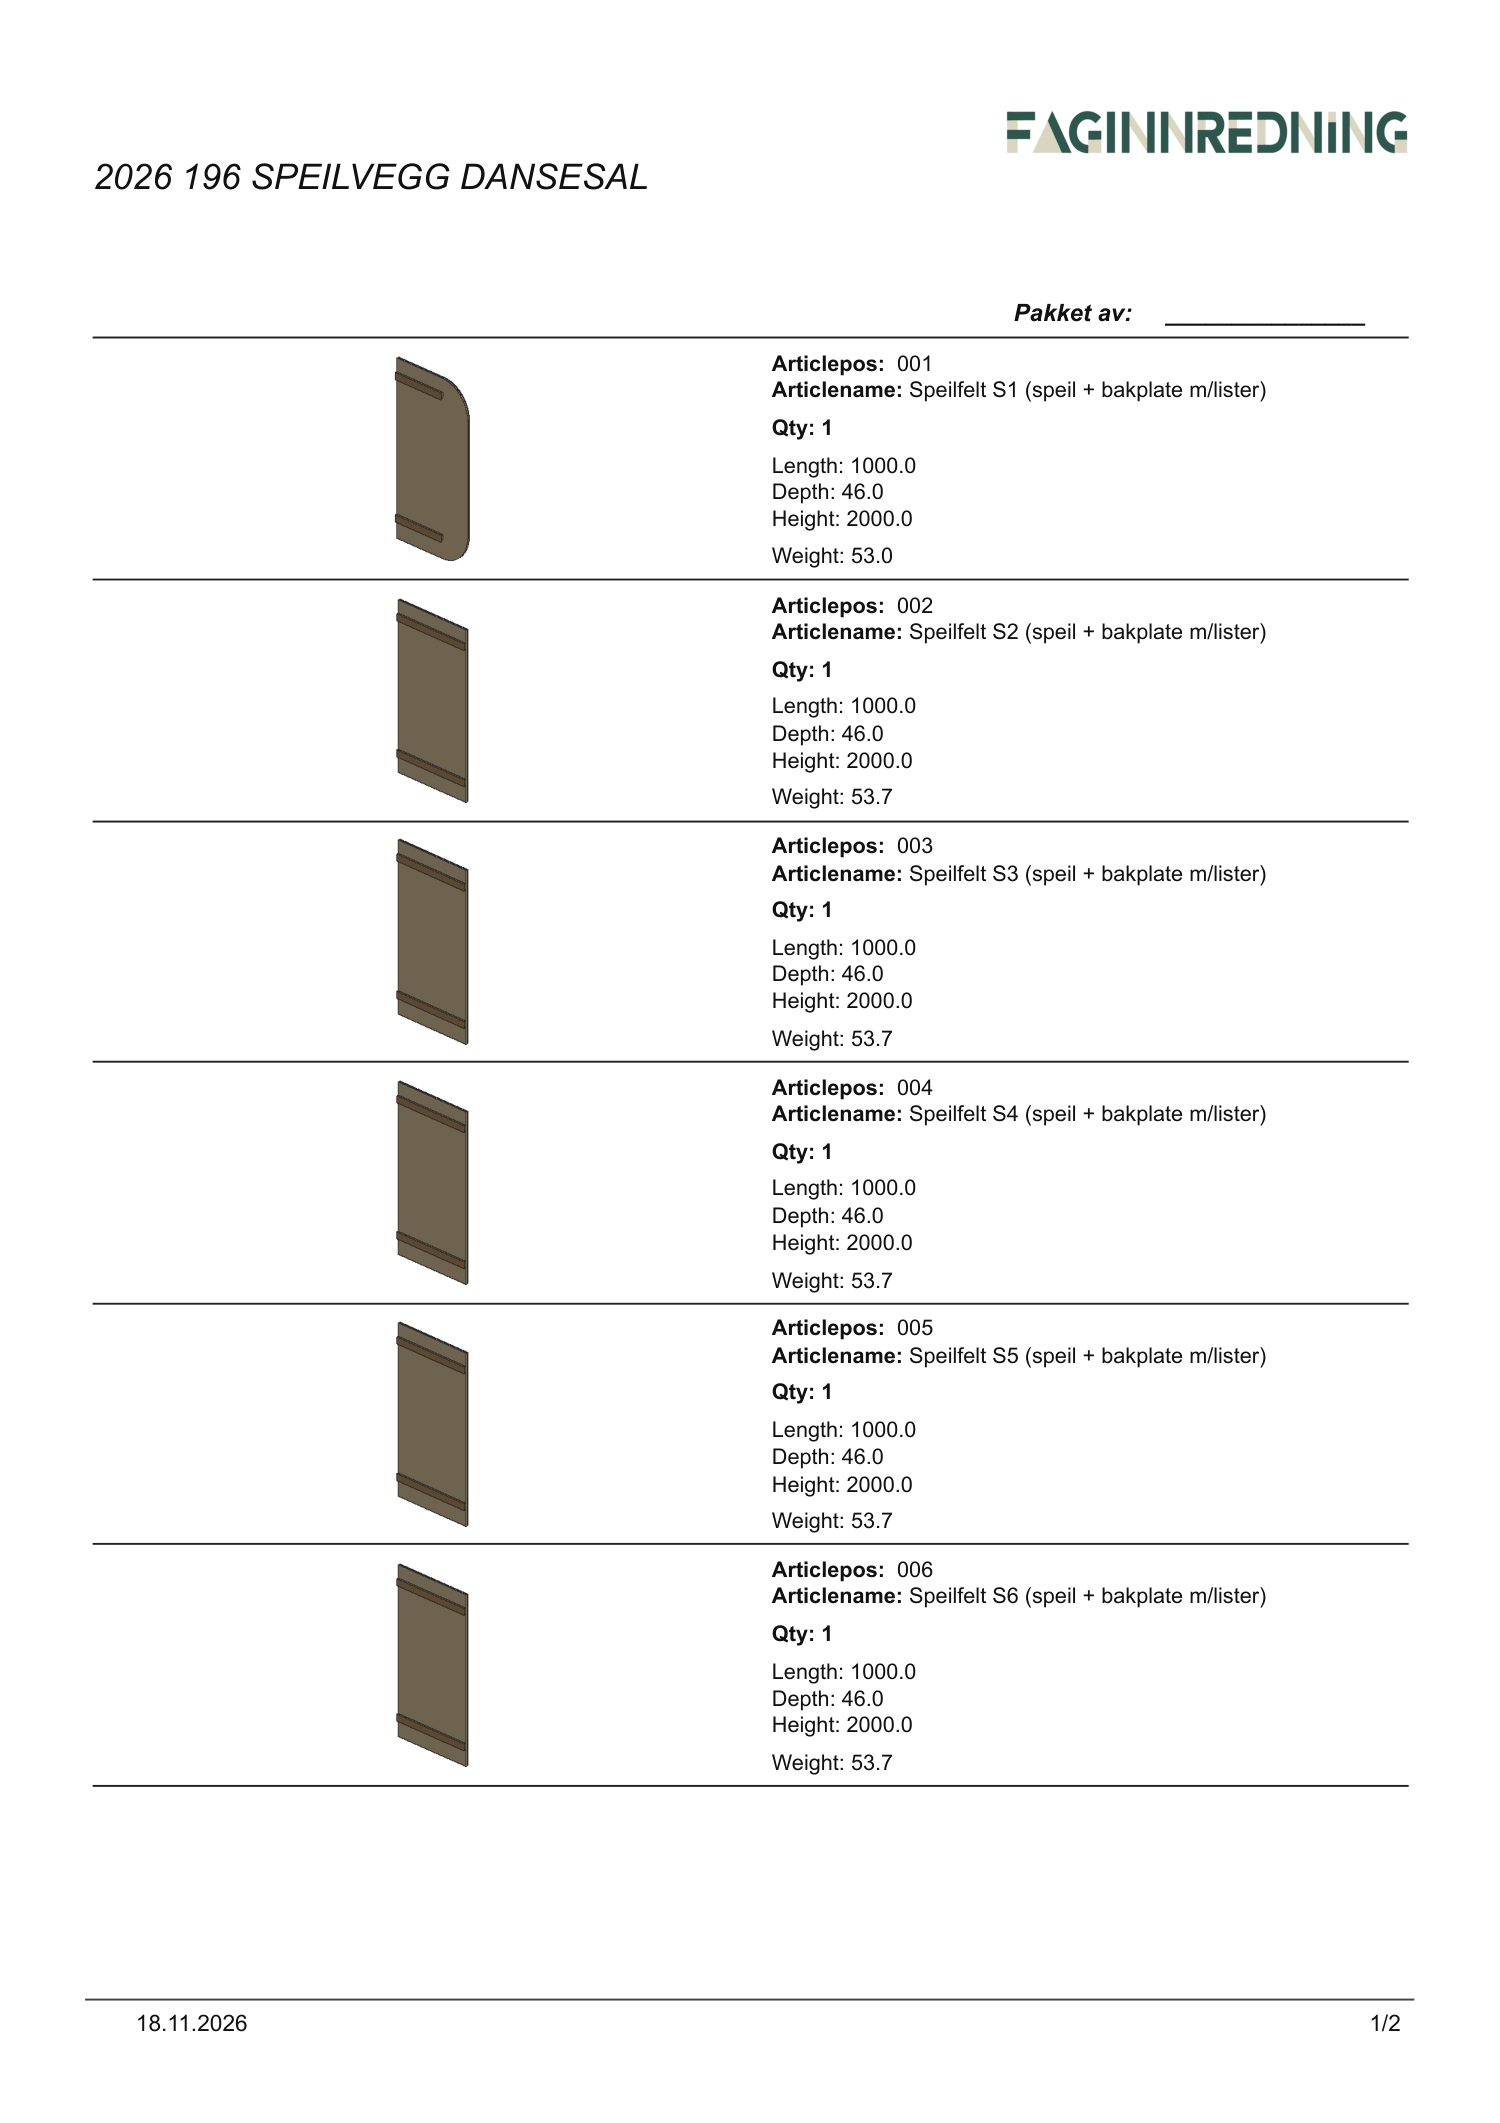 FAGINNREDNING
2026 196 SPEILVEGG DANSESAL
Pakket av: _______________
Articlepos: 001
Articlename: Speilfelt S1 (speil + bakplate m/lister)
Qty: 1
Length: 1000.0
Depth: 46.0
Height: 2000.0
Weight: 53.0
Articlepos: 002
Articlename: Speilfelt S2 (speil + bakplate m/lister)
Qty: 1
Length: 1000.0
Depth: 46.0
Height: 2000.0
Weight: 53.7
Articlepos: 003
Articlename: Speilfelt S3 (speil + bakplate m/lister)
Qty: 1
Length: 1000.0
Depth: 46.0
Height: 2000.0
Weight: 53.7
Articlepos: 004
Articlename: Speilfelt S4 (speil + bakplate m/lister)
Qty: 1
Length: 1000.0
Depth: 46.0
Height: 2000.0
Weight: 53.7
Articlepos: 005
Articlename: Speilfelt S5 (speil + bakplate m/lister)
Qty: 1
Length: 1000.0
Depth: 46.0
Height: 2000.0
Weight: 53.7
Articlepos: 006
Articlename: Speilfelt S6 (speil + bakplate m/lister)
Qty: 1
Length: 1000.0
Depth: 46.0
Height: 2000.0
Weight: 53.7
18.11.2026 1/2